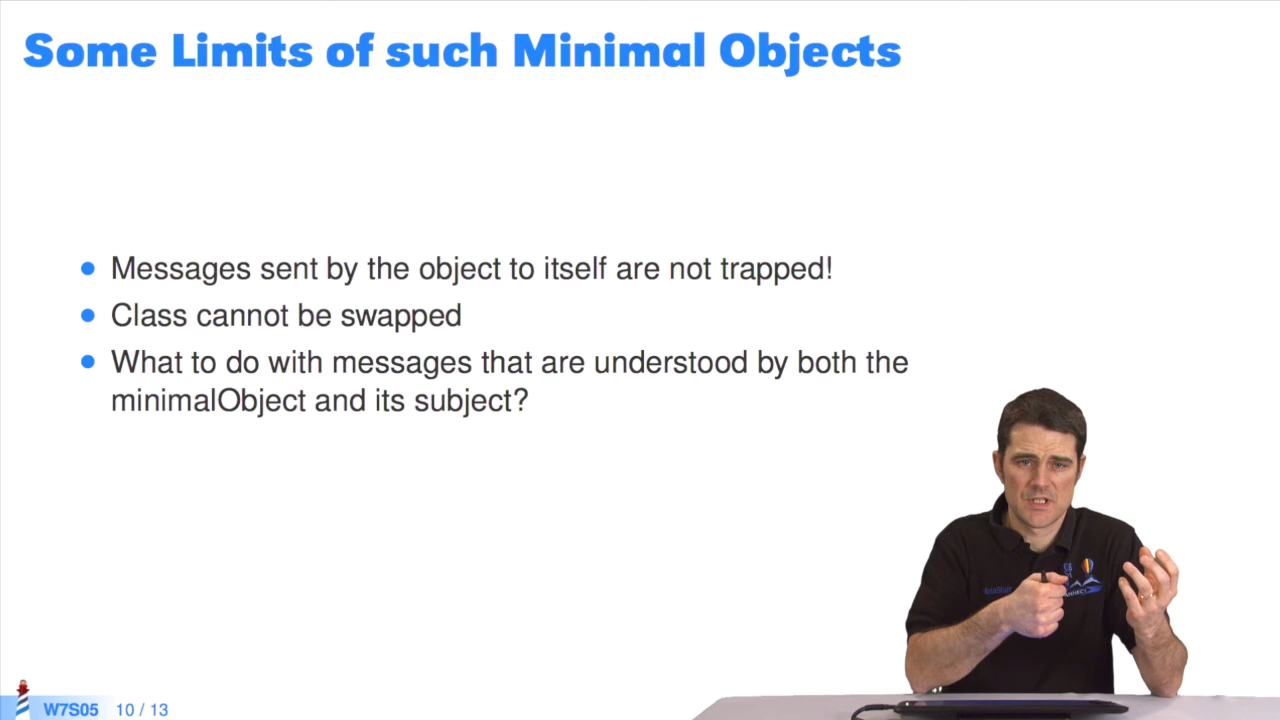 Some Limits of such Minimal Objects
Messages sent by the object to itself are not trapped!
Class cannot be swapped
What to do with messages that are understood by both the
minimalObject and its subject?
W7S05 10 / 13